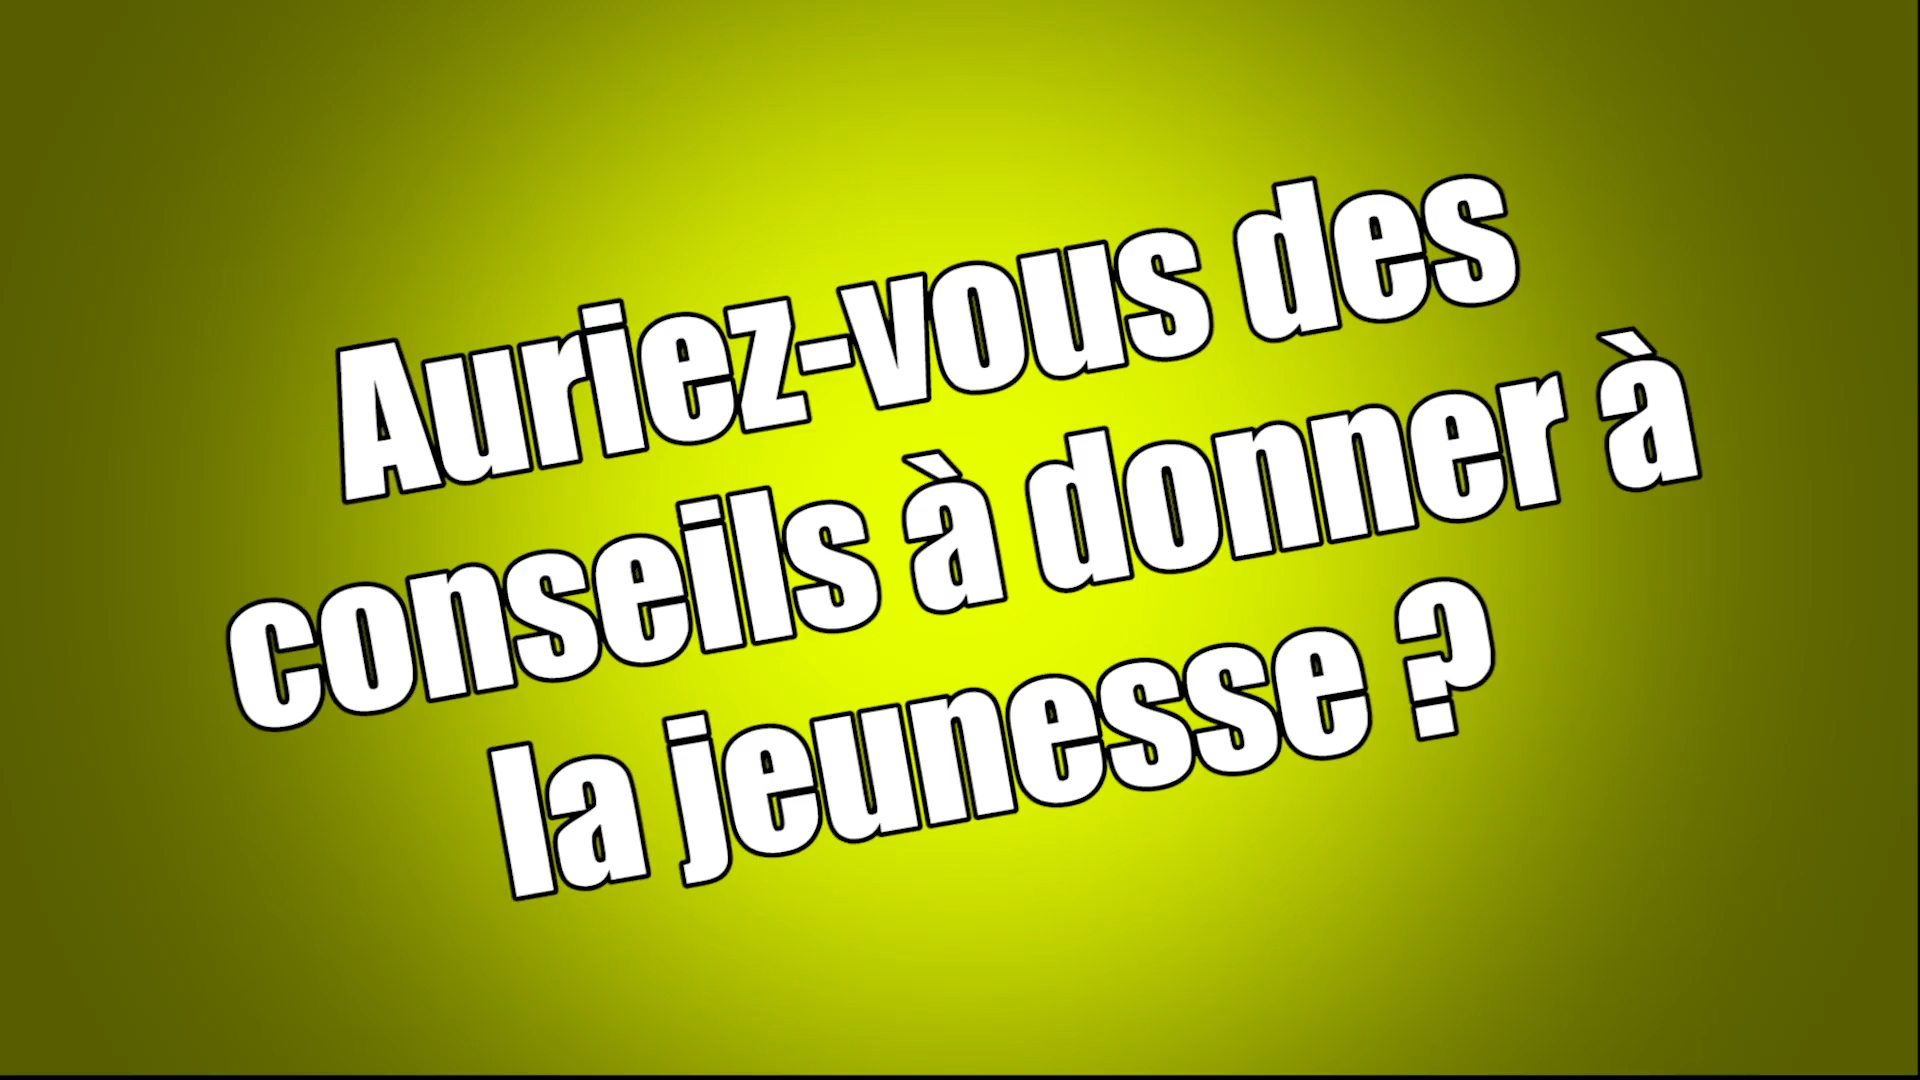 Auriez-vous des
conseils à donner à
la jeunesse ?